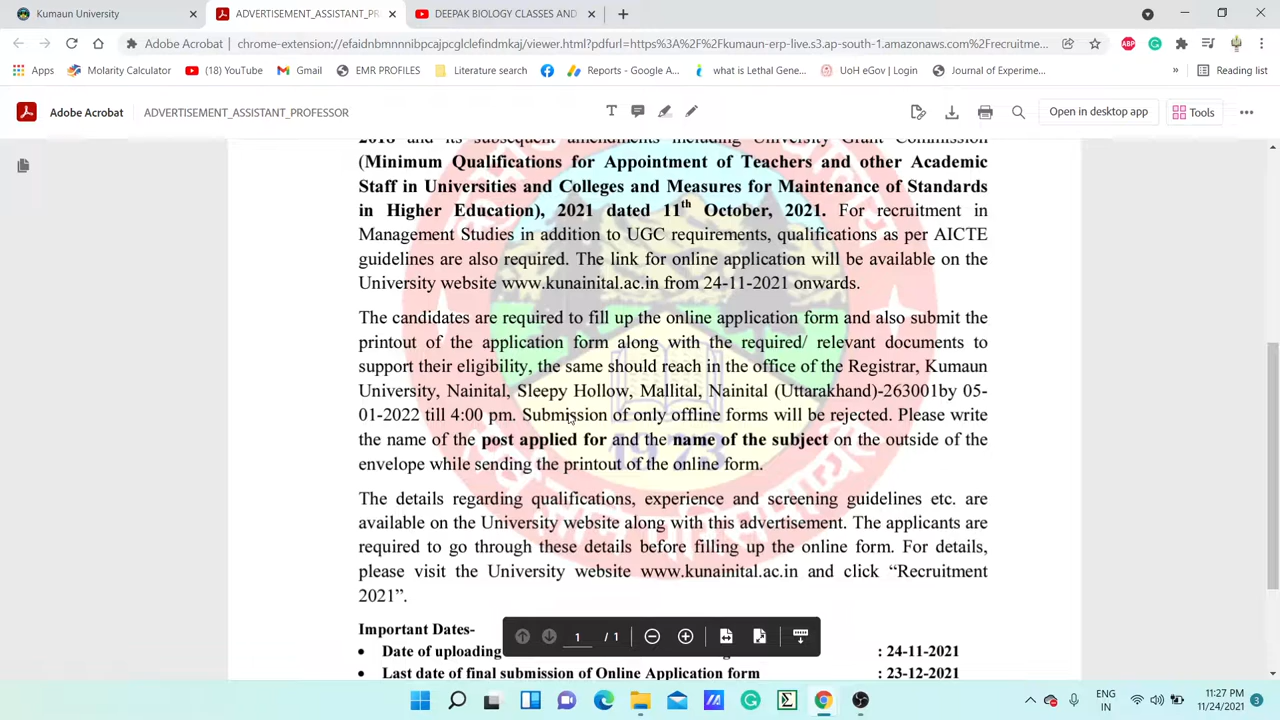 Kumaun University
ADVERTISEMENT_ASSISTANT_PR
DEEPAK BIOLOGY CLASSES AND
Adobe Acrobat | chrome-extension://efaidnbmnnnibpcajpcglclefindmkaj/viewer.html?pdfurl=https%3A%2F%2Fkumaun-erp-live.s3.ap-south-1.amazonaws.com%2Frecruitme...
Apps Molarity Calculator (18) YouTube Gmail EMR PROFILES Literature search Reports - Google A... what is Lethal Gene... UoH eGov | Login Journal of Experime... » Reading list
Adobe Acrobat ADVERTISEMENT_ASSISTANT_PROFESSOR Open in desktop app Tools
2018 and its subsequent amendments including University Grant Commission
(Minimum Qualifications for Appointment of Teachers and other Academic
Staff in Universities and Colleges and Measures for Maintenance of Standards
in Higher Education), 2021 dated 11th October, 2021. For recruitment in
Management Studies in addition to UGC requirements, qualifications as per AICTE
guidelines are also required. The link for online application will be available on the
University website www.kunainital.ac.in from 24-11-2021 onwards.
The candidates are required to fill up the online application form and also submit the
printout of the application form along with the required/ relevant documents to
support their eligibility, the same should reach in the office of the Registrar, Kumaun
University, Nainital, Sleepy Hollow, Mallital, Nainital (Uttarakhand)-263001by 05-
01-2022 till 4:00 pm. Submission of only offline forms will be rejected. Please write
the name of the post applied for and the name of the subject on the outside of the
envelope while sending the printout of the online form.
1973
The details regarding qualifications, experience and screening guidelines etc. are
available on the University website along with this advertisement. The applicants are
required to go through these details before filling up the online form. For details,
please visit the University website www.kunainital.ac.in and click “Recruitment
2021”.
Important Dates-
• Date of uploading : 24-11-2021
• Last date of final submission of Online Application form : 23-12-2021
1 / 1
ENG
IN
11:27 PM
11/24/2021
3